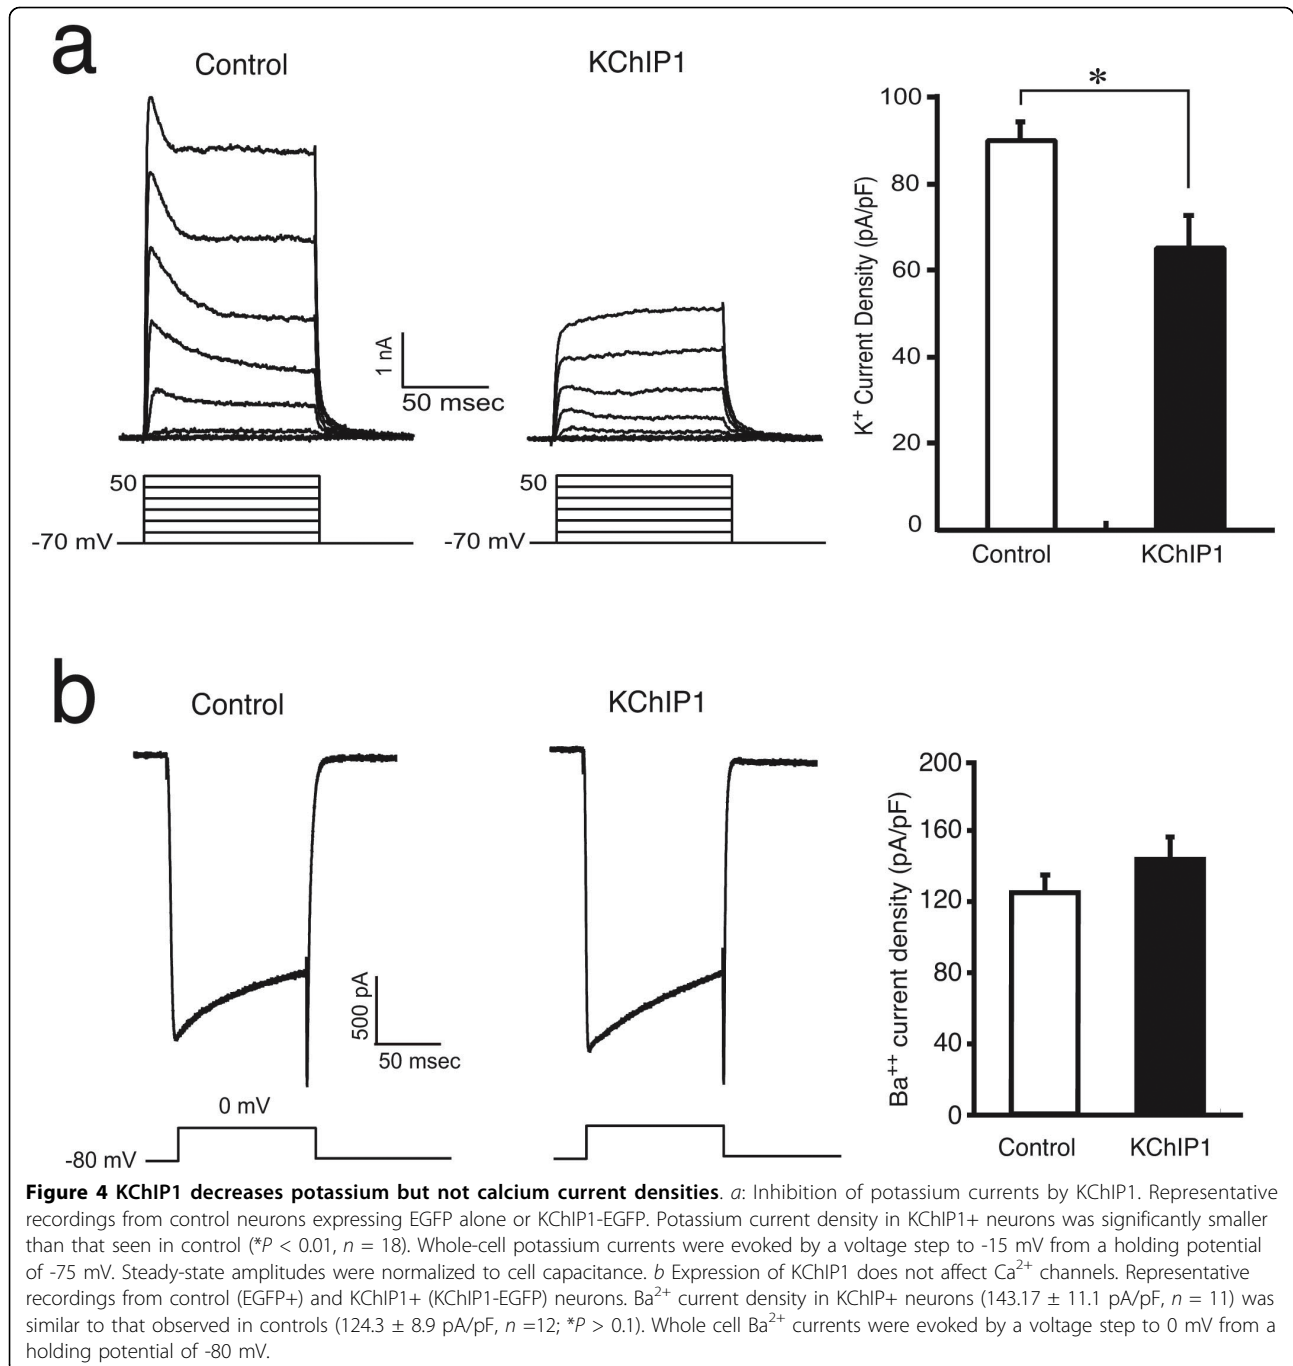 a
Control
KChIP1
1 nA
50 msec
50
-70 mV
50
-70 mV
*
K+ Current Density (pA/pF)
100
80
60
40
20
0
Control
KChIP1
b
Control
KChIP1
500 pA
50 msec
0 mV
-80 mV
Ba++ current density (pA/pF)
200
160
120
80
40
0
Control
KChIP1
Figure 4 KChIP1 decreases potassium but not calcium current densities. a: Inhibition of potassium currents by KChIP1. Representative
recordings from control neurons expressing EGFP alone or KChIP1-EGFP. Potassium current density in KChIP1+ neurons was significantly smaller
than that seen in control (*P < 0.01, n = 18). Whole-cell potassium currents were evoked by a voltage step to -15 mV from a holding potential
of -75 mV. Steady-state amplitudes were normalized to cell capacitance. b Expression of KChIP1 does not affect Ca2+ channels. Representative
recordings from control (EGFP+) and KChIP1+ (KChIP1-EGFP) neurons. Ba2+ current density in KChIP+ neurons (143.17 ± 11.1 pA/pF, n = 11) was
similar to that observed in controls (124.3 ± 8.9 pA/pF, n =12; *P > 0.1). Whole cell Ba2+ currents were evoked by a voltage step to 0 mV from a
holding potential of -80 mV.